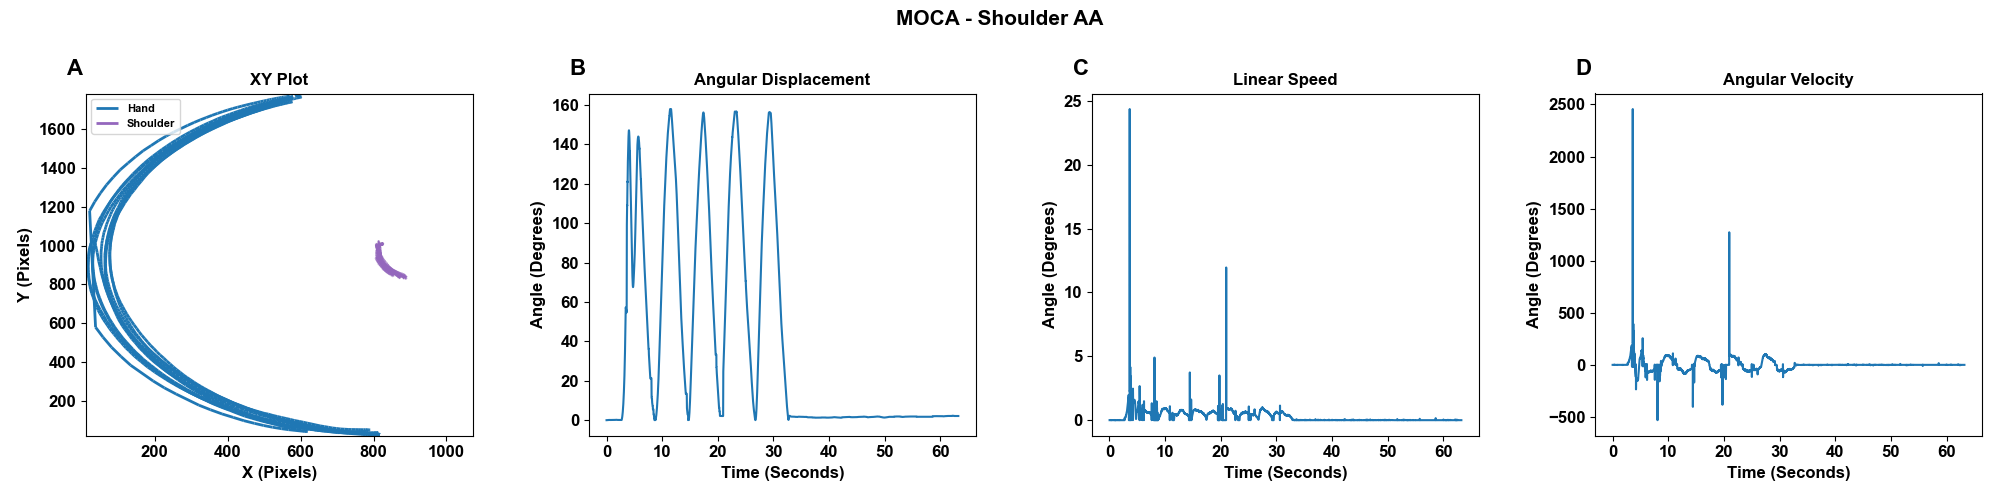 MOCA - Shoulder AA
A
XY Plot
Hand
Shoulder
1600
1400
1200
1000
800
600
400
200
Y (Pixels)
200 400 600 800 1000
X (Pixels)
B
Angular Displacement
160
140
120
100
80
60
40
20
0
Angle (Degrees)
0 10 20 30 40 50 60
Time (Seconds)
C
Linear Speed
25
20
15
10
5
0
Angle (Degrees)
0 10 20 30 40 50 60
Time (Seconds)
D
Angular Velocity
2500
2000
1500
1000
500
0
−500
Angle (Degrees)
0 10 20 30 40 50 60
Time (Seconds)